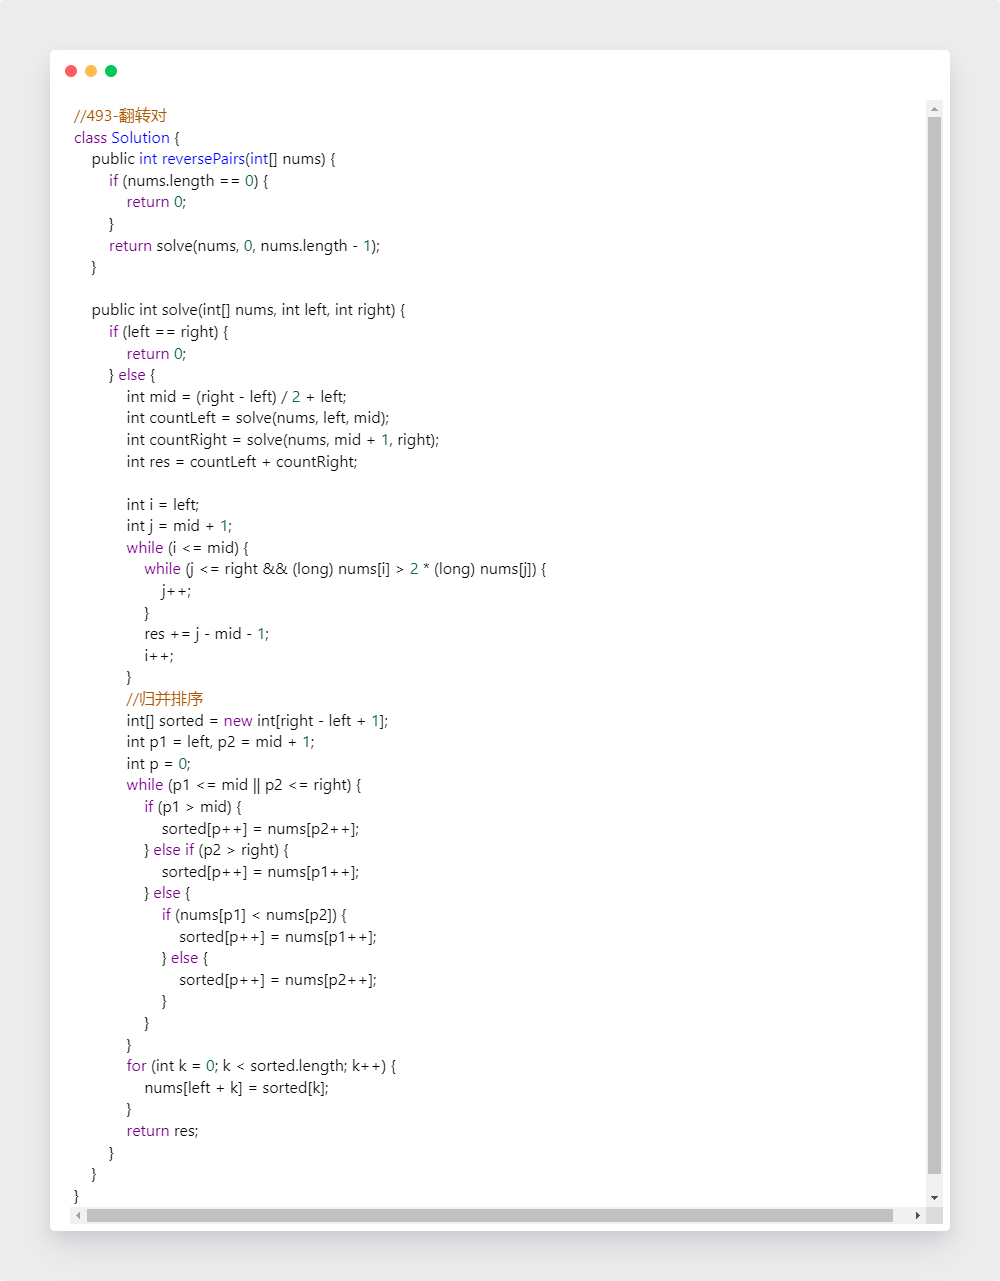 //493-翻转对
class Solution {
    public int reversePairs(int[] nums) {
        if (nums.length == 0) {
            return 0;
        }
        return solve(nums, 0, nums.length - 1);
    }

    public int solve(int[] nums, int left, int right) {
        if (left == right) {
            return 0;
        } else {
            int mid = (right - left) / 2 + left;
            int countLeft = solve(nums, left, mid);
            int countRight = solve(nums, mid + 1, right);
            int res = countLeft + countRight;

            int i = left;
            int j = mid + 1;
            while (i <= mid) {
                while (j <= right && (long) nums[i] > 2 * (long) nums[j]) {
                    j++;
                }
                res += j - mid - 1;
                i++;
            }
            //归并排序
            int[] sorted = new int[right - left + 1];
            int p1 = left, p2 = mid + 1;
            int p = 0;
            while (p1 <= mid || p2 <= right) {
                if (p1 > mid) {
                    sorted[p++] = nums[p2++];
                } else if (p2 > right) {
                    sorted[p++] = nums[p1++];
                } else {
                    if (nums[p1] < nums[p2]) {
                        sorted[p++] = nums[p1++];
                    } else {
                        sorted[p++] = nums[p2++];
                    }
                }
            }
            for (int k = 0; k < sorted.length; k++) {
                nums[left + k] = sorted[k];
            }
            return res;
        }
    }
}